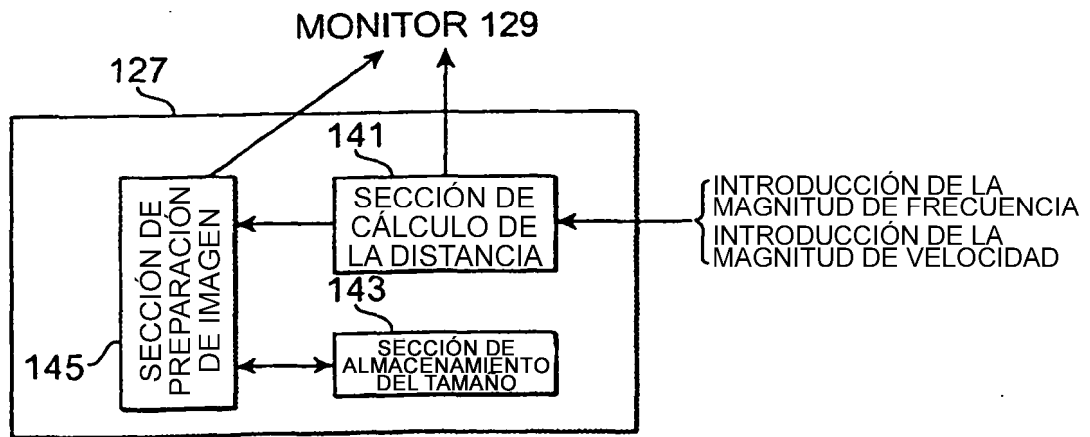 MONITOR 129
127
141
SECCIÓN DE
CÁLCULO DE
LA DISTANCIA
INTRODUCCIÓN DE LA
MAGNITUD DE FRECUENCIA
INTRODUCCIÓN DE LA
MAGNITUD DE VELOCIDAD
SECCIÓN DE
PREPARACIÓN
DE IMAGEN
143
SECCIÓN DE
ALMACENAMIENTO
DEL TAMAÑO
145